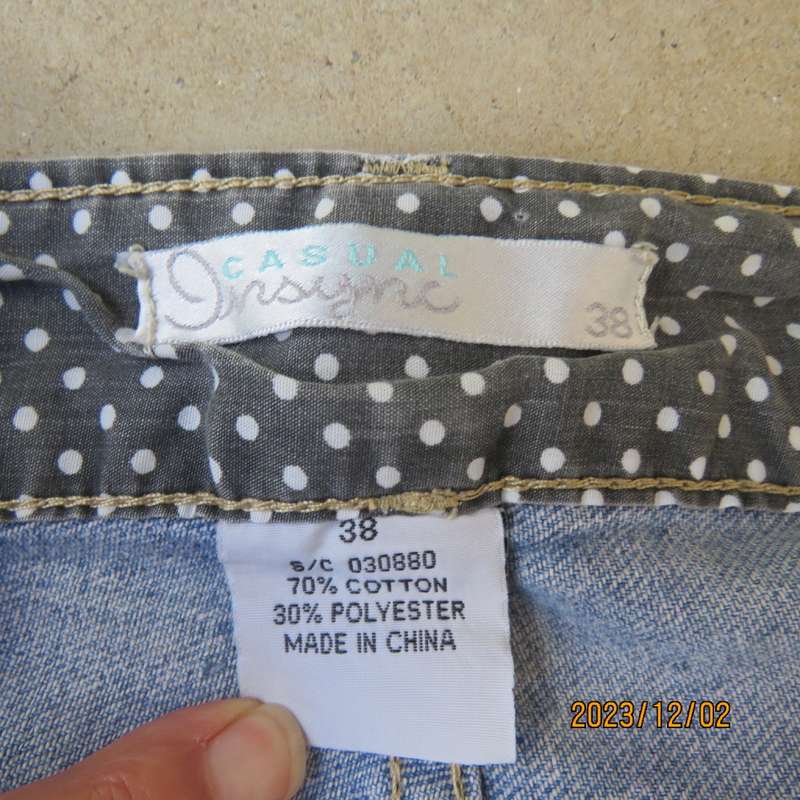 CASUAL
Insync
38
38
S/C 030880
70% COTTON
30% POLYESTER
MADE IN CHINA
2023/12/02